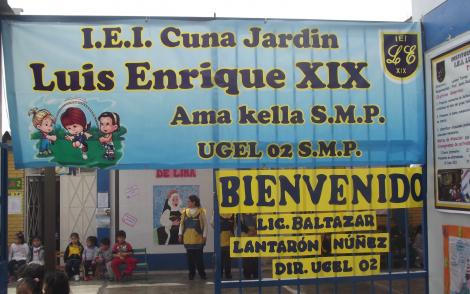 I.E.I. Cuna Jardin
Luis Enrique XIX
Ama kella S.M.P.
UGEL 02 S.M.P.
IEI
LE
XIX
DE LIMA
BIENVENIDO
LIC. BALTAZAR
LANTARÓN NÚÑEZ
DIR. UGEL 02